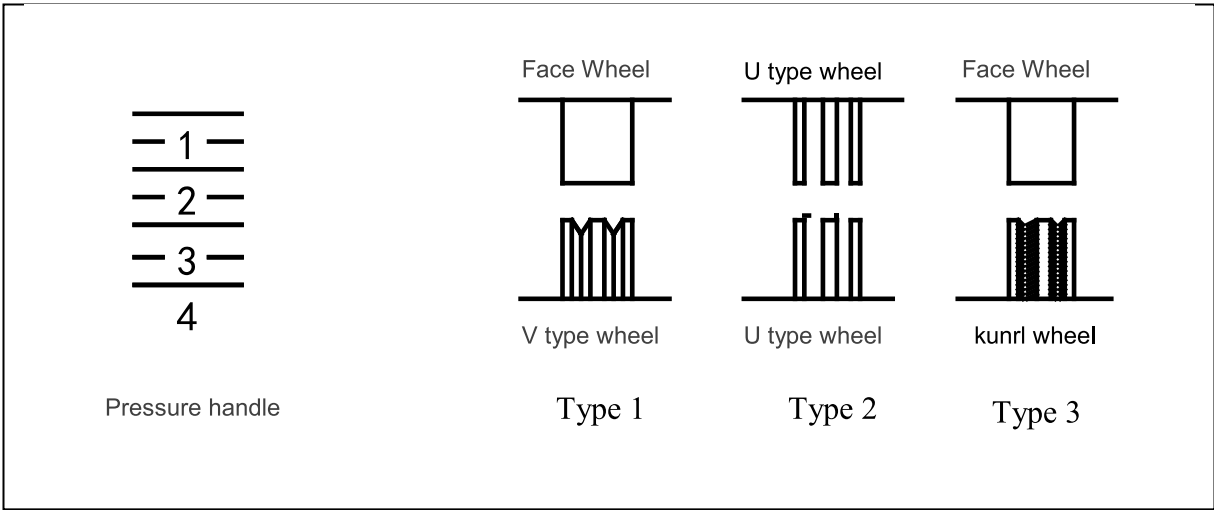 Face Wheel
U type wheel
Face Wheel
1
2
3
4
V type wheel
U type wheel
kunrl wheel
Pressure handle
Type 1
Type 2
Type 3